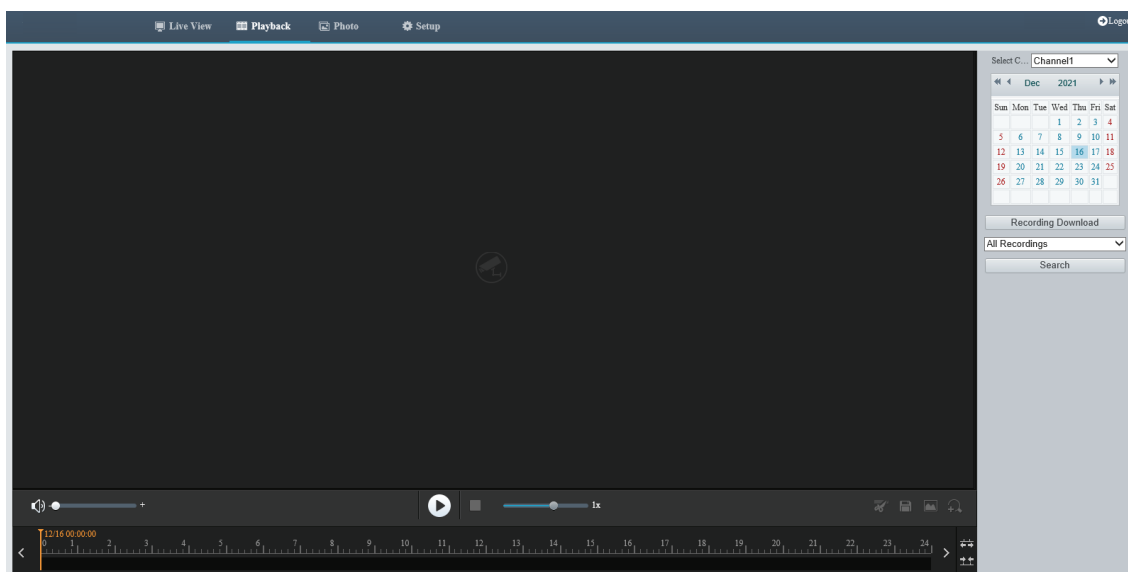 Live View Playback Photo Setup Logou
Select C... Channel1
Dec 2021
Sun Mon Tue Wed Thu Fri Sat
1 2 3 4
5 6 7 8 9 10 11
12 13 14 15 16 17 18
19 20 21 22 23 24 25
26 27 28 29 30 31
Recording Download
All Recordings
Search
- + 1x
12/16 00:00:00
0 1 2 3 4 5 6 7 8 9 10 11 12 13 14 15 16 17 18 19 20 21 22 23 24